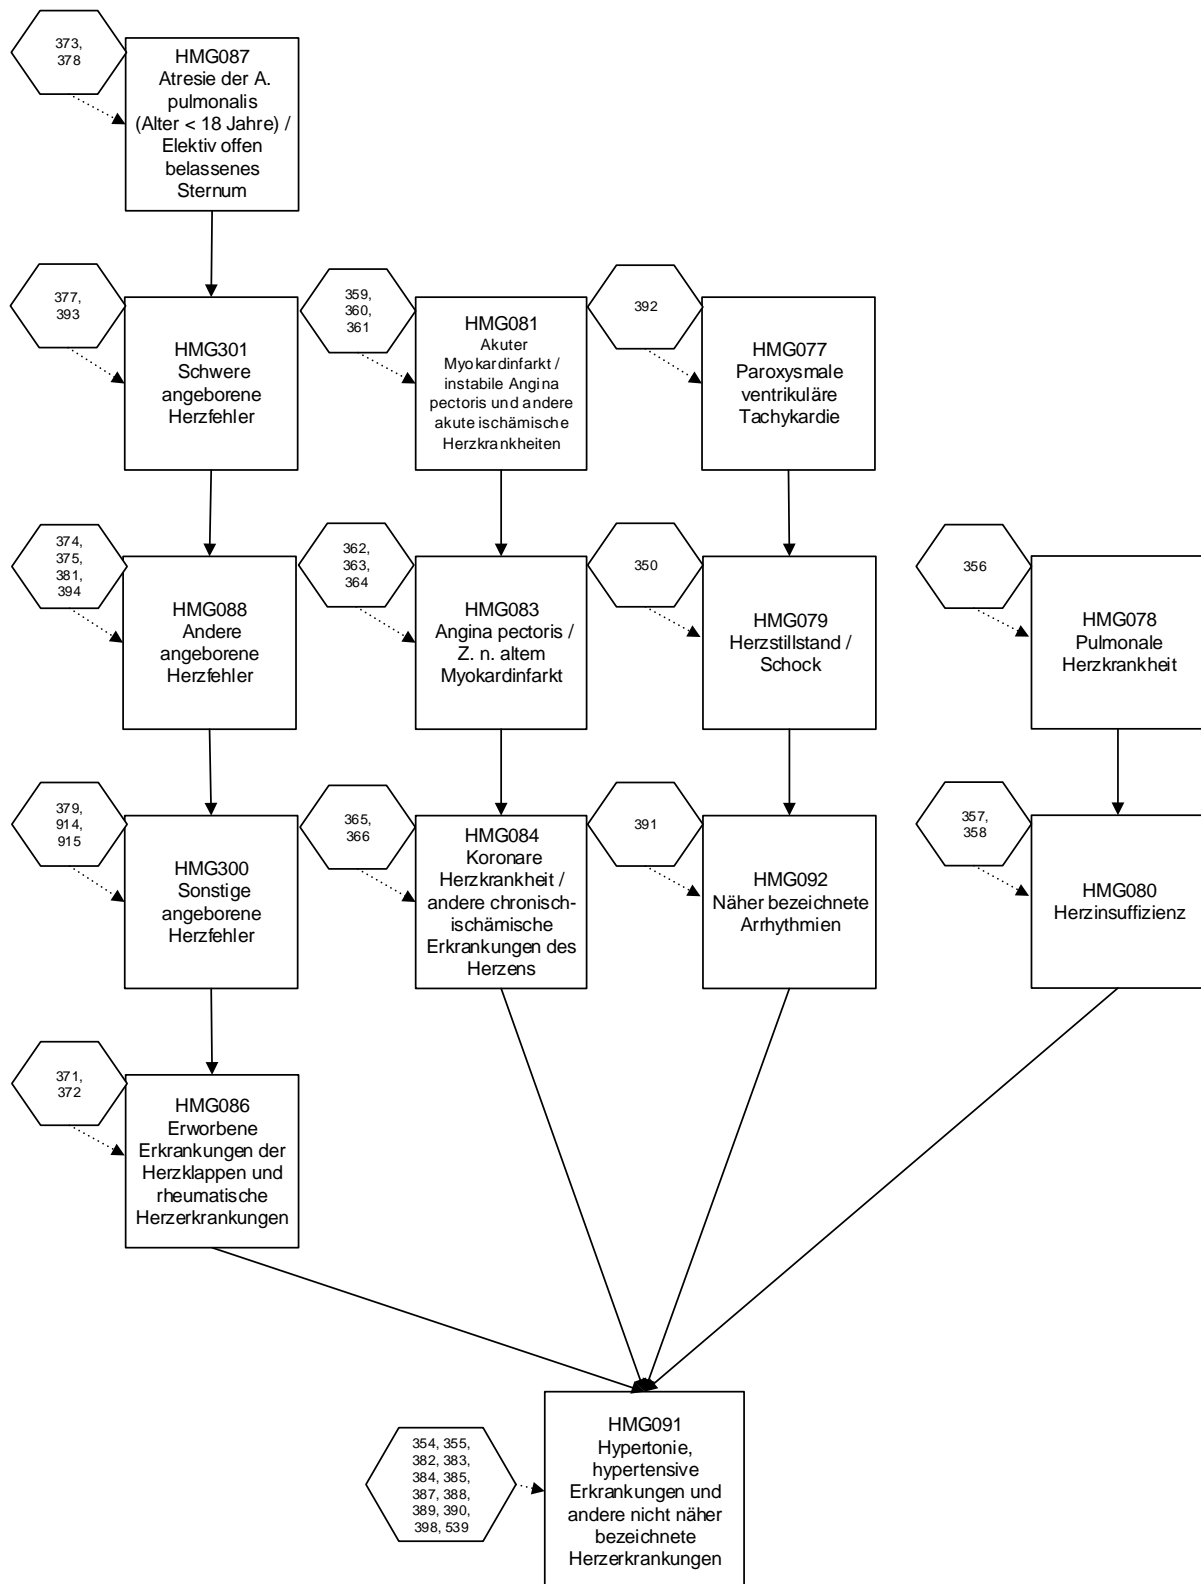 373,
378
HMG087
Atresie der A.
pulmonalis
(Alter < 18 Jahre) /
Elektiv offen
belassenes
Sternum
377,
393
HMG301
Schwere
angeborene
Herzfehler
359,
360,
361
HMG081
Akuter
Myokardinfarkt /
instabile Angina
pectoris und andere
akute ischämische
Herzkrankheiten
392
HMG077
Paroxysmale
ventrikuläre
Tachykardie
374,
375,
381,
394
HMG088
Andere
angeborene
Herzfehler
362,
363,
364
HMG083
Angina pectoris /
Z. n. altem
Myokardinfarkt
350
HMG079
Herzstillstand /
Schock
356
HMG078
Pulmonale
Herzkrankheit
379,
914,
915
HMG300
Sonstige
angeborene
Herzfehler
365,
366
HMG084
Koronare
Herzkrankheit /
andere chronisch-
ischämische
Erkrankungen des
Herzens
391
HMG092
Näher bezeichnete
Arrhythmien
357,
358
HMG080
Herzinsuffizienz
371,
372
HMG086
Erworbene
Erkrankungen der
Herzklappen und
rheumatische
Herzerkrankungen
354, 355,
382, 383,
384, 385,
387, 388,
389, 390,
398, 539
HMG091
Hypertonie,
hypertensive
Erkrankungen und
andere nicht näher
bezeichnete
Herzerkrankungen